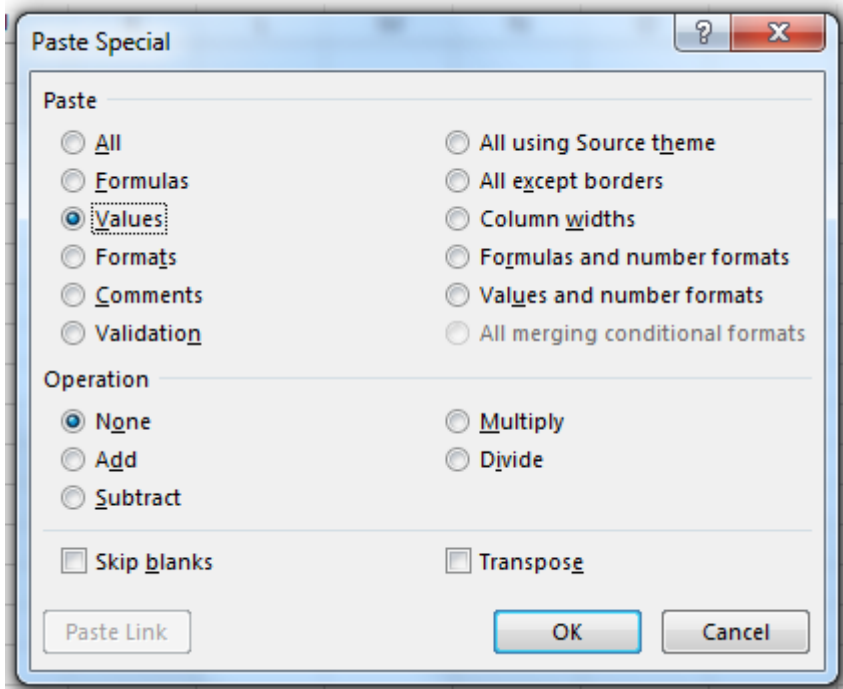 Paste Special
?
X
Paste
All
Formulas
Values
Formats
Comments
Validation
All using Source theme
All except borders
Column widths
Formulas and number formats
Values and number formats
All merging conditional formats
Operation
None
Add
Subtract
Multiply
Divide
Skip blanks
Transpose
Paste Link
OK
Cancel